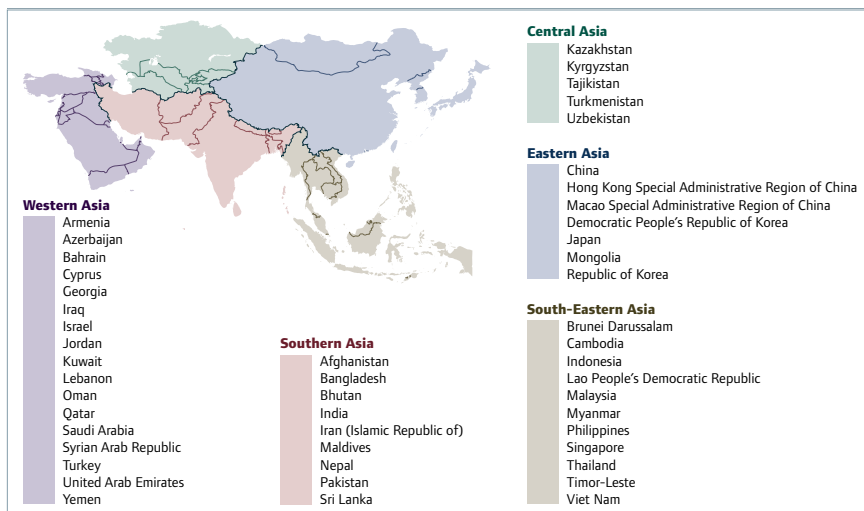 Central Asia
Kazakhstan
Kyrgyzstan
Tajikistan
Turkmenistan
Uzbekistan
Eastern Asia
China
Hong Kong Special Administrative Region of China
Macao Special Administrative Region of China
Democratic People's Republic of Korea
Japan
Mongolia
Republic of Korea
Western Asia
Armenia
Azerbaijan
Bahrain
Cyprus
Georgia
Iraq
Israel
Jordan
Kuwait
Lebanon
Oman
Qatar
Saudi Arabia
Syrian Arab Republic
Turkey
United Arab Emirates
Yemen
Southern Asia
Afghanistan
Bangladesh
Bhutan
India
Iran (Islamic Republic of)
Maldives
Nepal
Pakistan
Sri Lanka
South-Eastern Asia
Brunei Darussalam
Cambodia
Indonesia
Lao People's Democratic Republic
Malaysia
Myanmar
Philippines
Singapore
Thailand
Timor-Leste
Viet Nam